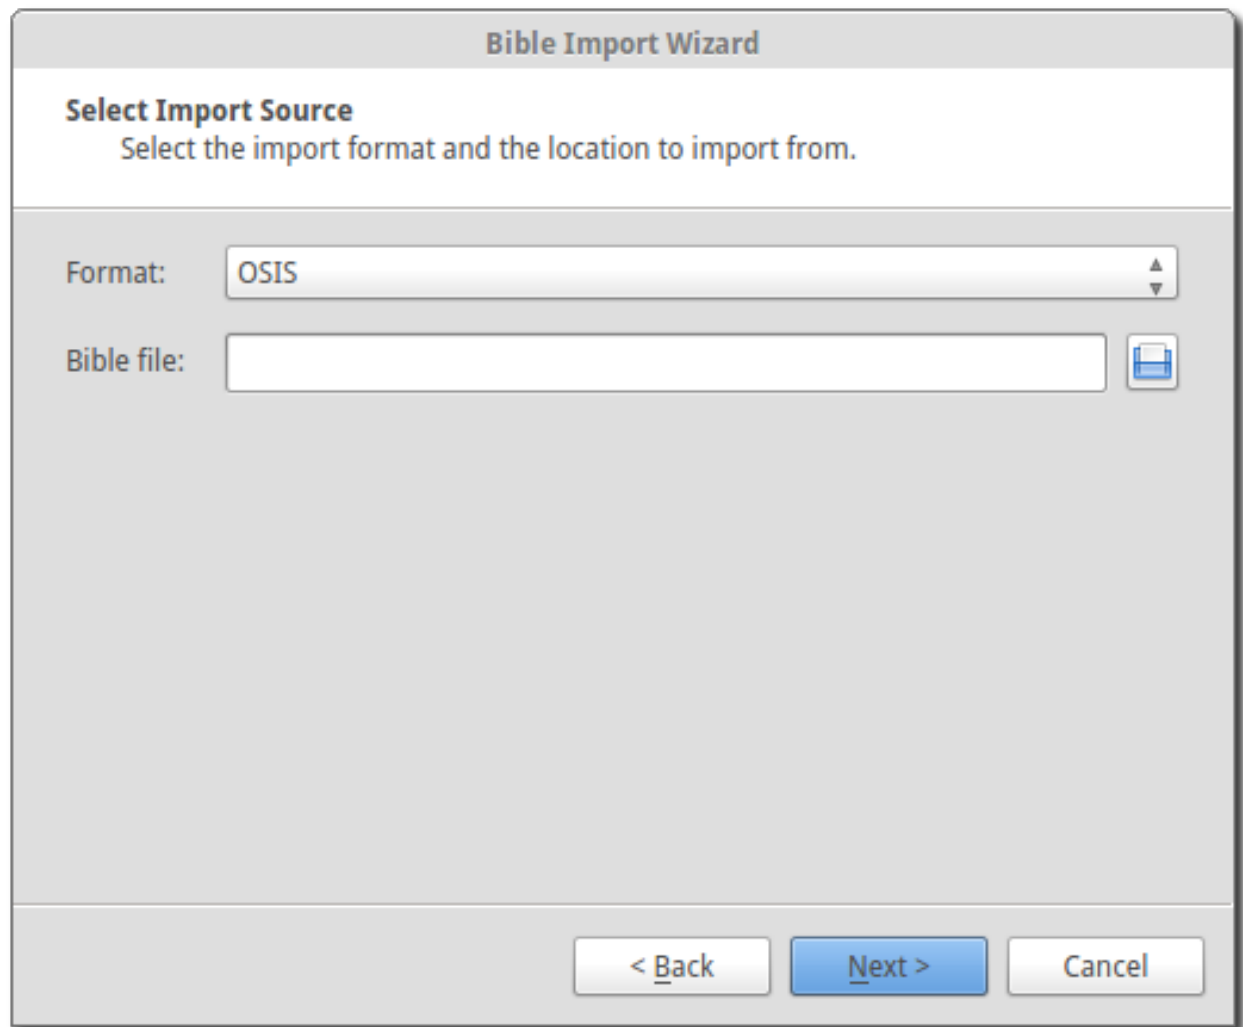 Bible Import Wizard
Select Import Source
Select the import format and the location to import from.
Format: OSIS
Bible file:
< Back Next > Cancel